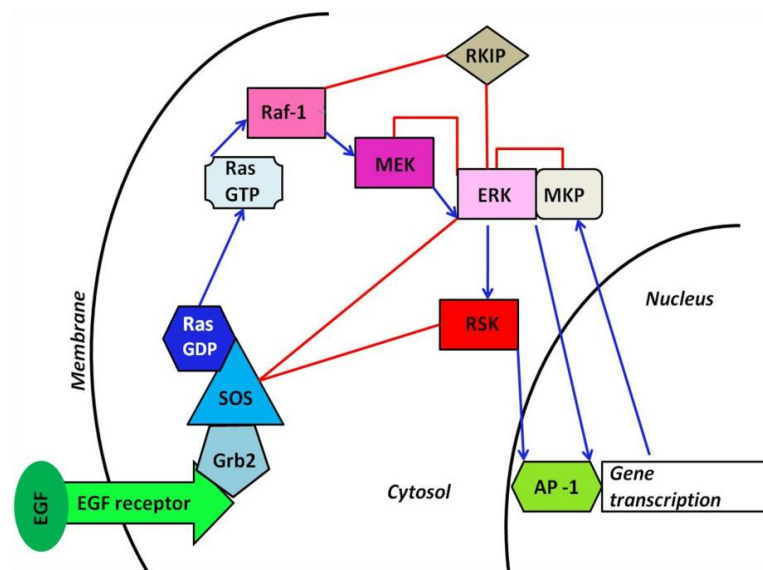 RKIP
Raf-1
MEK
Ras
GTP
ERK
MKP
Membrane
Nucleus
Ras
GDP
RSK
SOS
Grb2
EGF
EGF receptor
Cytosol
AP -1
Gene
transcription